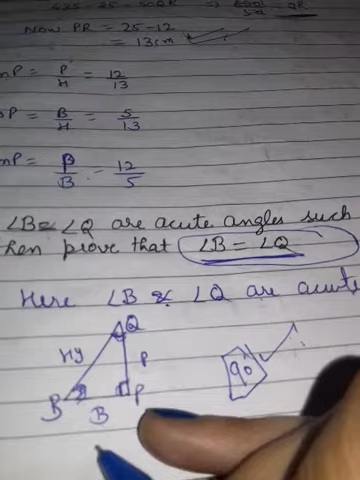 NOW PR = 25-12
= 13cm
P = P/H = 12/13
P = B/H = 5/13
P = P/B = 12/5
∠B & ∠Q are acute angles such
then prove that ∠B = ∠Q
Here ∠B & ∠Q are acute
Q
Hy P
90
B B P